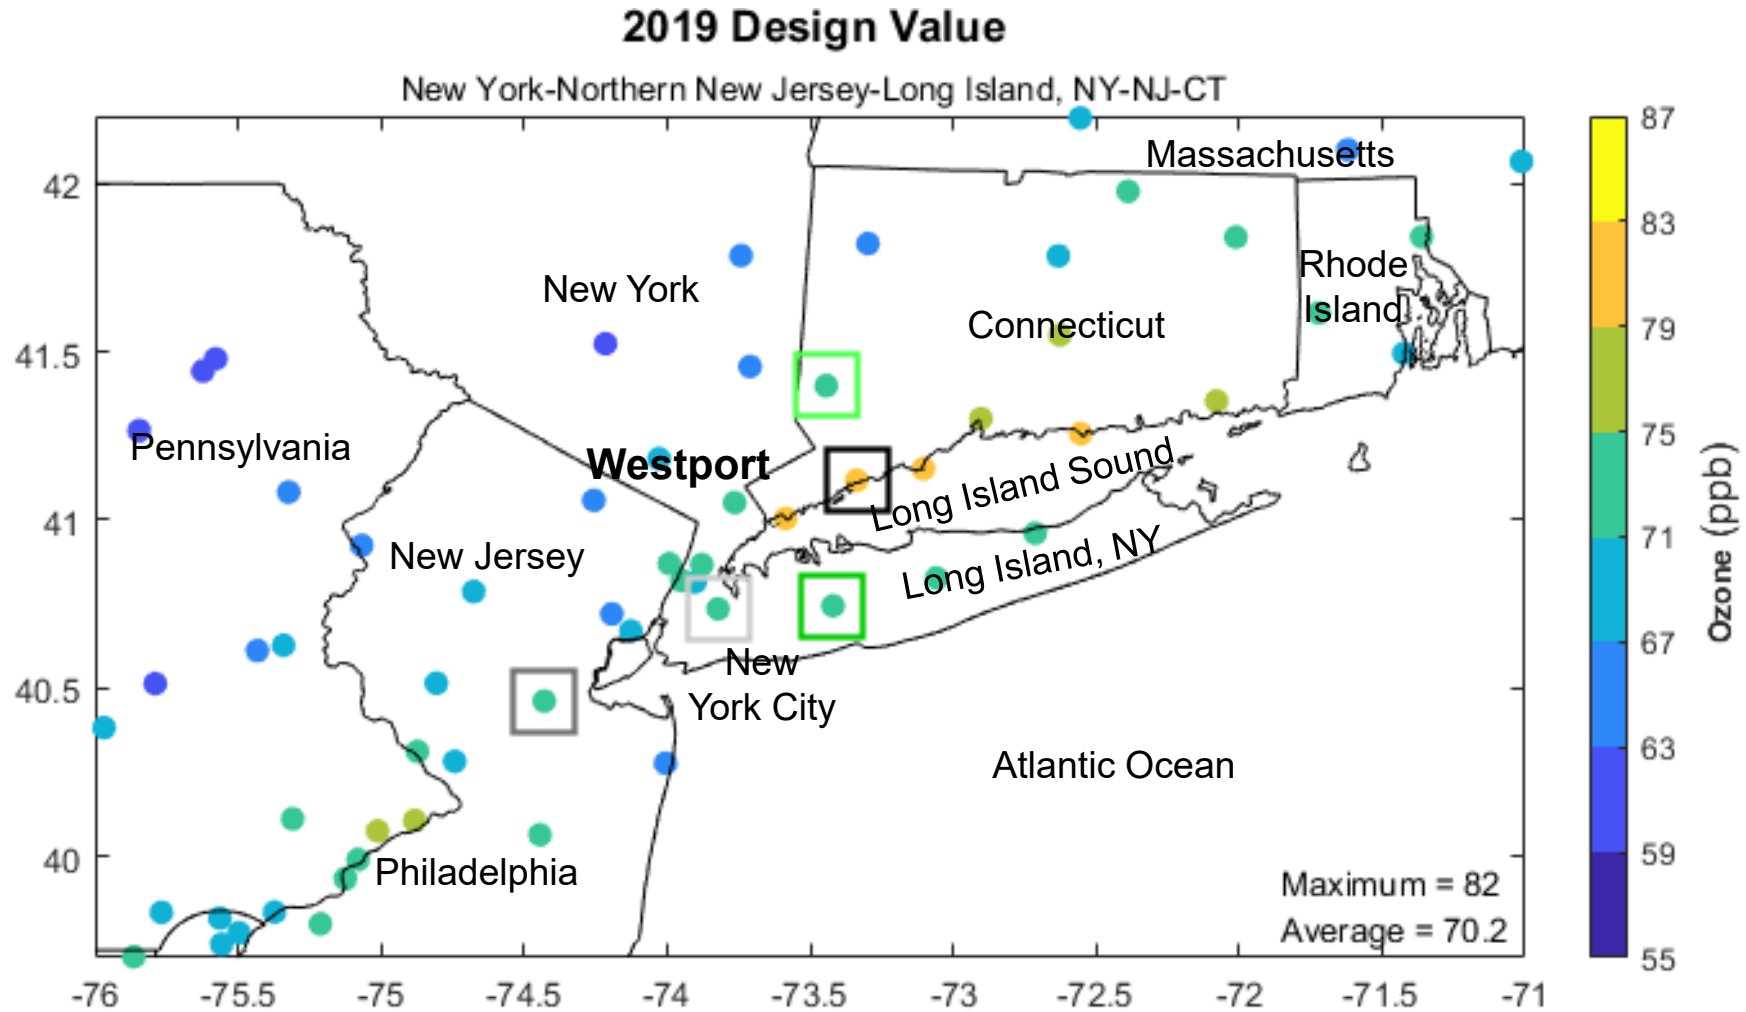 2019 Design Value
New York-Northern New Jersey-Long Island, NY-NJ-CT
87
Massachusetts
42
83
Rhode
Island
New York
Connecticut
79
41.5
Pennsylvania
Westport
75
Long Island Sound
41
New Jersey
Long Island, NY
71
Ozone (ppb)
67
New
York City
40.5
63
Atlantic Ocean
40
Philadelphia
59
Maximum = 82
Average = 70.2
55
-76
-75.5
-75
-74.5
-74
-73.5
-73
-72.5
-72
-71.5
-71